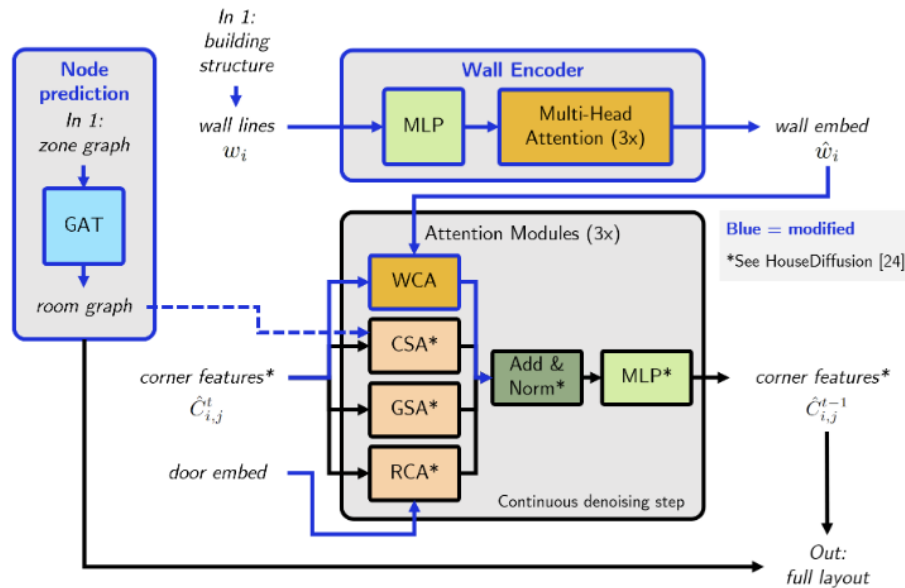 Node
prediction
In 1:
zone graph
GAT
room graph
In 1:
building
structure
wall lines
w_i
Wall Encoder
MLP
Multi-Head
Attention (3x)
wall embed
ŵ_i
Blue = modified
*See HouseDiffusion [24]
Attention Modules (3x)
WCA
CSA*
GSA*
RCA*
Add &
Norm*
MLP*
Continuous denoising step
corner features*
Ĉ^t_{i,j}
door embed
corner features*
Ĉ^{t-1}_{i,j}
Out:
full layout